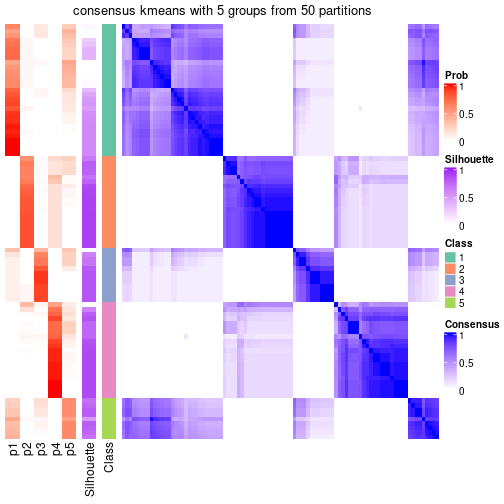 consensus kmeans with 5 groups from 50 partitions
Prob
1
0.5
0
Silhouette
1
0.5
0
Class
1
2
3
4
5
Consensus
1
0.5
0
p1
p2
p3
p4
p5
Silhouette
Class